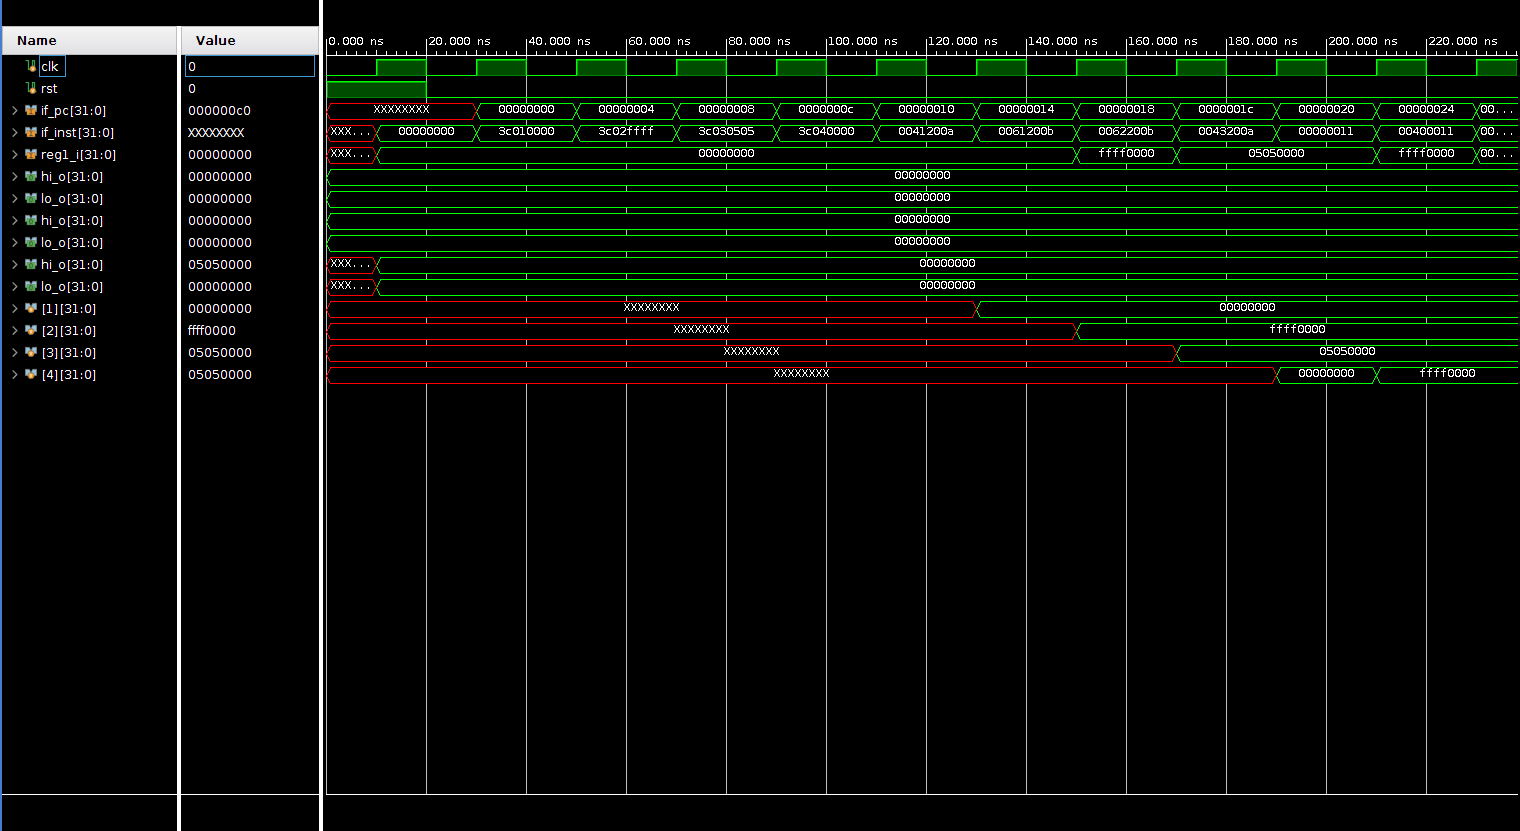 Name Value 0.000 ns 20.000 ns 40.000 ns 60.000 ns 80.000 ns 100.000 ns 120.000 ns 140.000 ns 160.000 ns 180.000 ns 200.000 ns 220.000 ns
clk 0
rst 0
if_pc[31:0] 000000c0 XXXXXXXX 00000000 00000004 00000008 0000000c 00000010 00000014 00000018 0000001c 00000020 00000024 00...
if_inst[31:0] XXXXXXXX XXX... 00000000 3c010000 3c02ffff 3c030505 3c040000 0041200a 0061200b 0062200b 0043200a 00000011 00400011 00...
reg1_i[31:0] 00000000 XXX... 00000000 ffff0000 05050000 ffff0000 00...
hi_o[31:0] 00000000 00000000
lo_o[31:0] 00000000 00000000
hi_o[31:0] 00000000 00000000
lo_o[31:0] 00000000 00000000
hi_o[31:0] 05050000 XXX... 00000000
lo_o[31:0] 00000000 XXX... 00000000
[1][31:0] 00000000 XXXXXXXX 00000000
[2][31:0] ffff0000 XXXXXXXX ffff0000
[3][31:0] 05050000 XXXXXXXX 05050000
[4][31:0] 05050000 XXXXXXXX 00000000 ffff0000